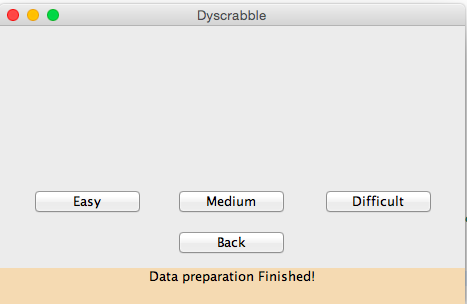 Dyscrabble
Easy Medium Difficult
Back
Data preparation Finished!